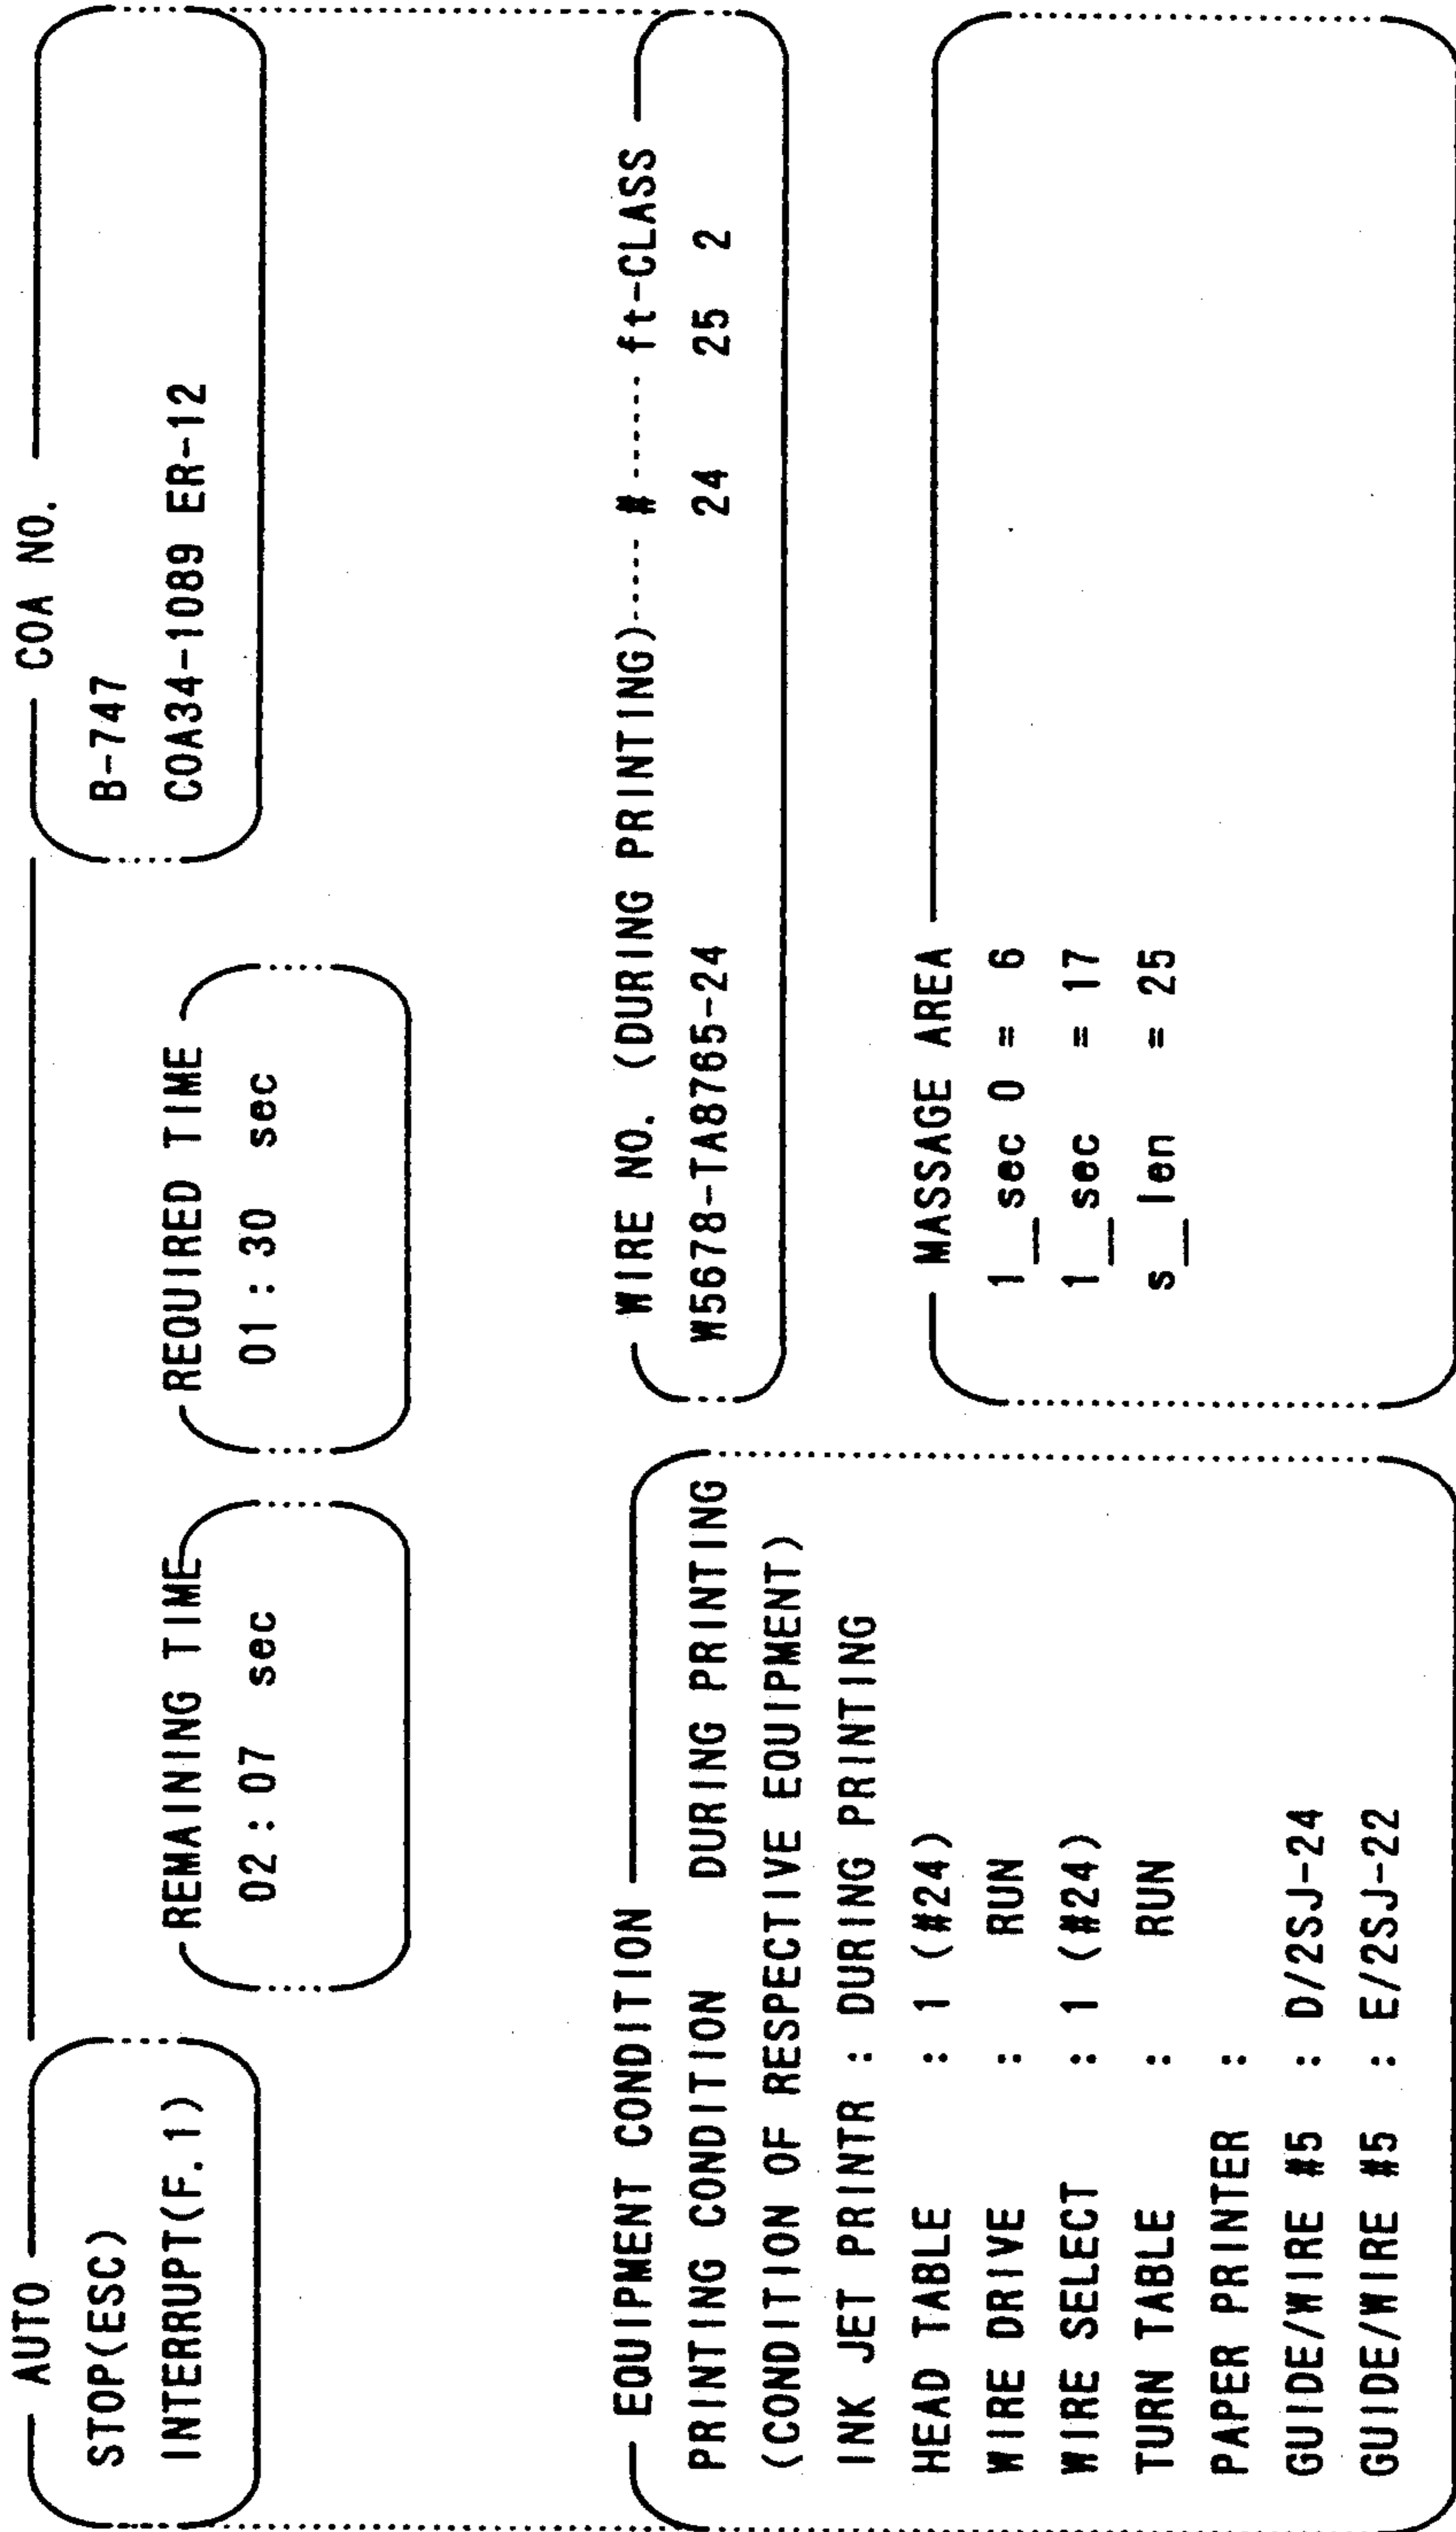 AUTO
STOP(ESC)
INTERRUPT(F.1)
REMAINING TIME
02:07 sec
REQUIRED TIME
01:30 sec
COA NO.
B-747
COA34-1089 ER-12
EQUIPMENT CONDITION
PRINTING CONDITION DURING PRINTING
(CONDITION OF RESPECTIVE EQUIPMENT)
INK JET PRINTR : DURING PRINTING
HEAD TABLE : 1 (#24)
WIRE DRIVE : RUN
WIRE SELECT : 1 (#24)
TURN TABLE : RUN
PAPER PRINTER :
GUIDE/WIRE #5 : D/2SJ-24
GUIDE/WIRE #5 : E/2SJ-22
WIRE NO. (DURING PRINTING)----- # ------ ft-CLASS
W5678-TA8765-24 24 25 2
MASSAGE AREA
1_sec 0 = 6
1_sec = 17
s_len = 25